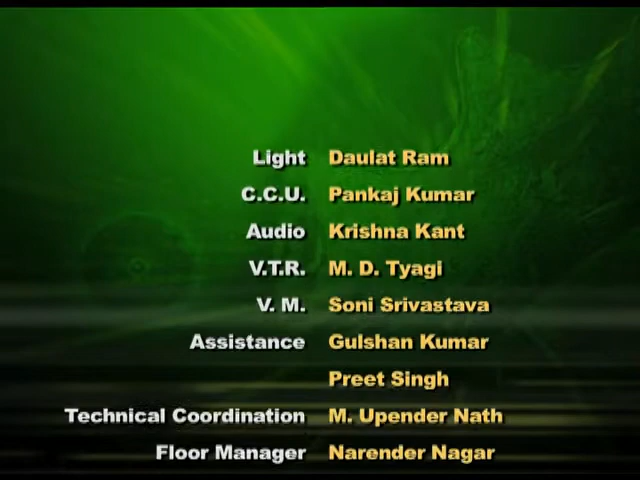 Light Daulat Ram
C.C.U. Pankaj Kumar
Audio Krishna Kant
V.T.R. M. D. Tyagi
V. M. Soni Srivastava
Assistance Gulshan Kumar
Preet Singh
Technical Coordination M. Upender Nath
Floor Manager Narender Nagar